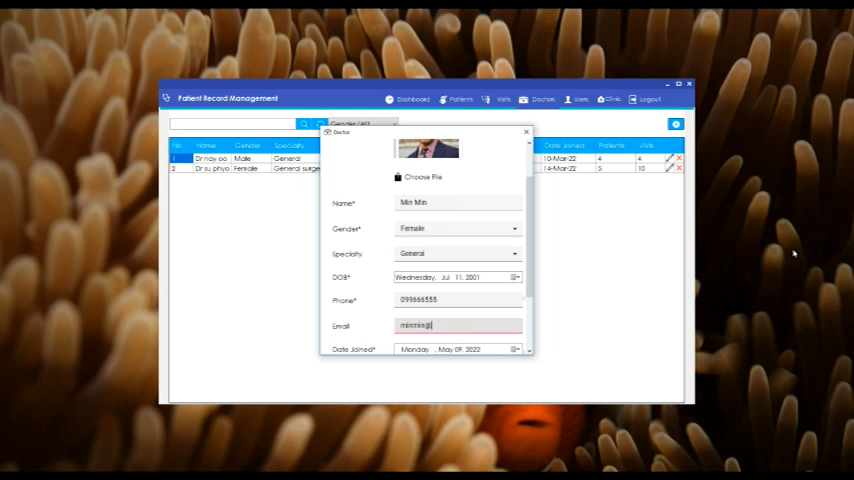 Patient Record Management
Dashboard Patients Visits Doctors Users Clinic Logout
Gender (All)
No Name Gender Specialty Date Joined Patients Visits
1 Dr nay oo Male General 10-Mar-22 4 4
2 Dr su phyo Female General surge 14-Mar-22 5 10
Doctor
Choose File
Name* Min Min
Gender* Female
Specialty General
DOB* Wednesday, Jul 11, 2001
Phone* 099666555
Email minmin@
Date Joined* Monday , May 09, 2022